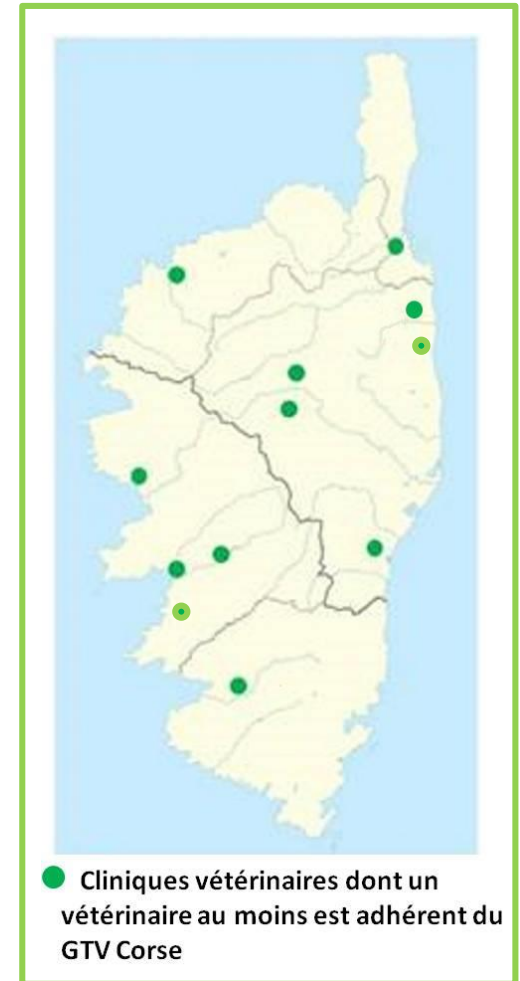 Cliniques vétérinaires dont un
vétérinaire au moins est adhérent du
GTV Corse